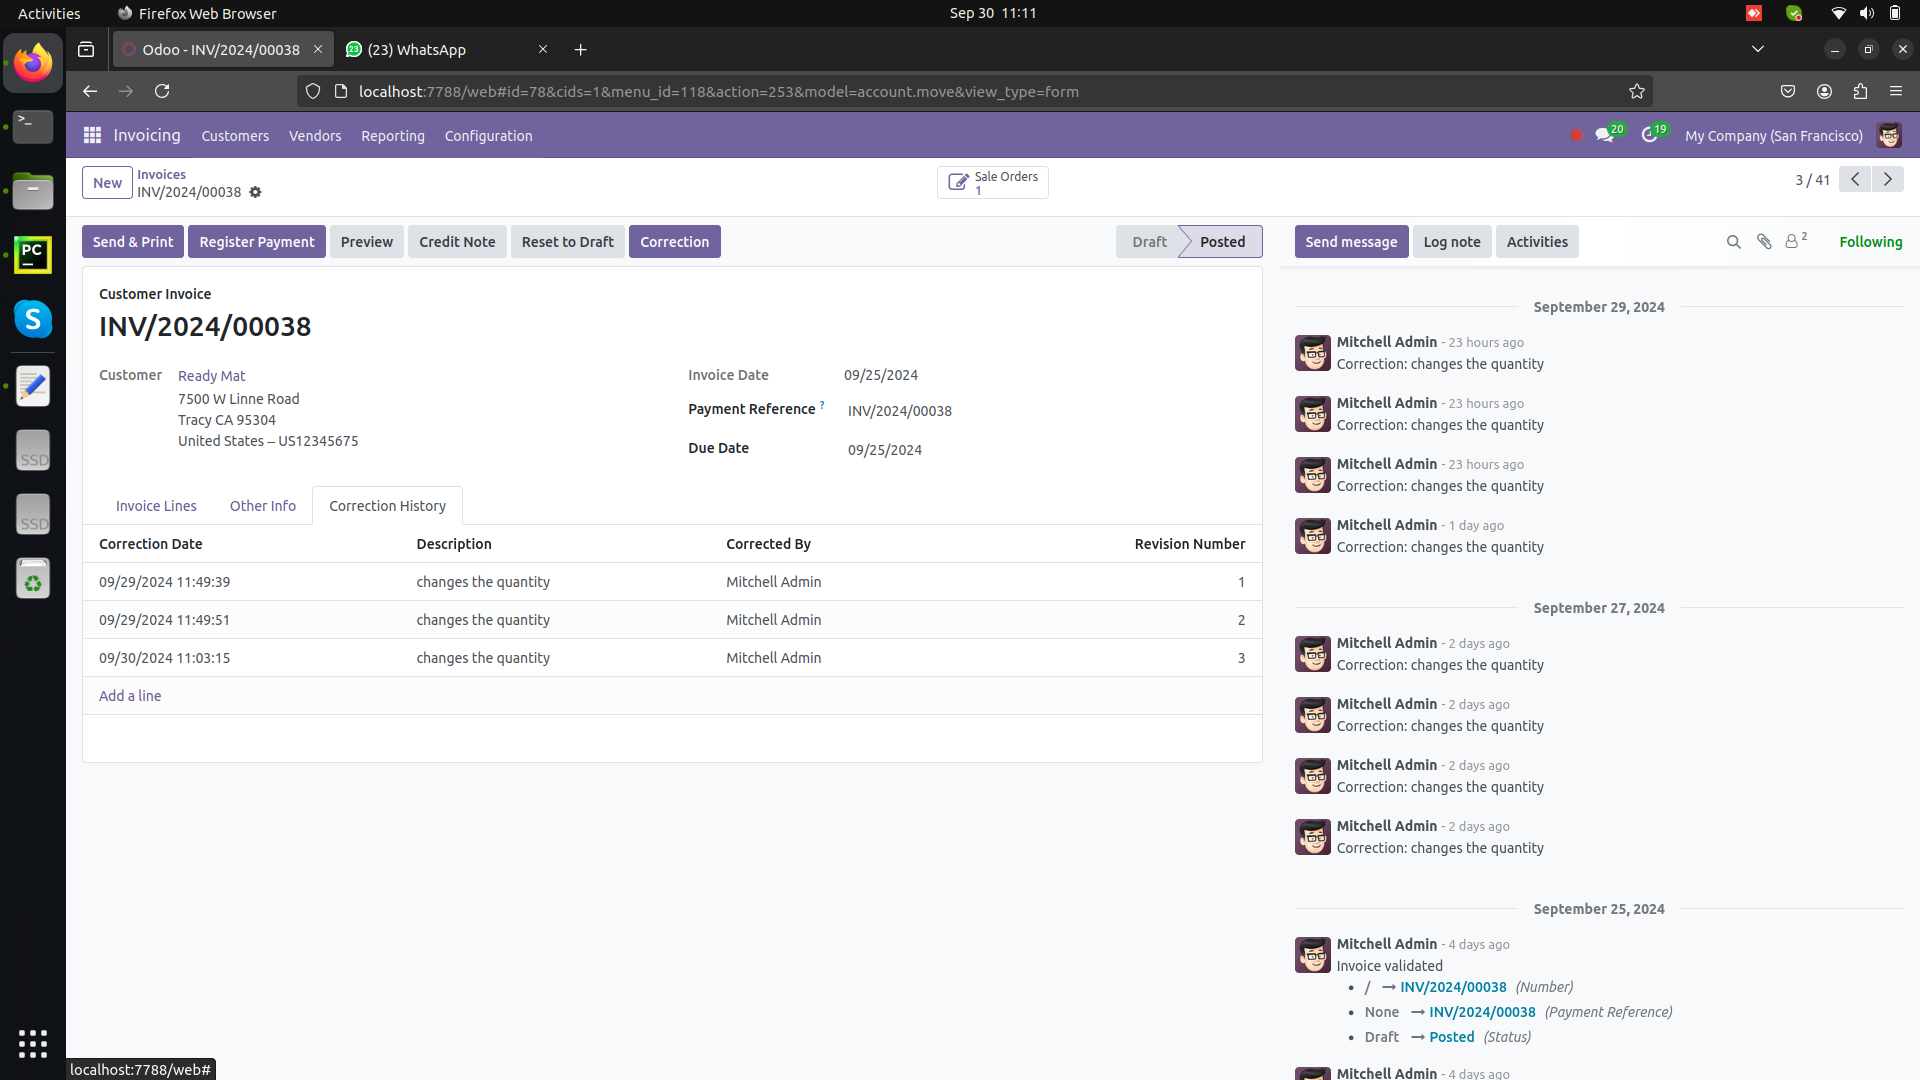 Activities
Firefox Web Browser
Sep 30 11:11
Odoo - INV/2024/00038
23
(23) WhatsApp
localhost:7788/web#id=78&cids=1&menu_id=118&action=253&model=account.move&view_type=form
Invoicing
Customers
Vendors
Reporting
Configuration
20
19
My Company (San Francisco)
New
Invoices
INV/2024/00038
Sale Orders
1
3 / 41
Send & Print
Register Payment
Preview
Credit Note
Reset to Draft
Correction
Draft
Posted
Send message
Log note
Activities
2
Following
Customer Invoice
INV/2024/00038
Customer
Ready Mat
7500 W Linne Road
Tracy CA 95304
United States – US12345675
Invoice Date
09/25/2024
Payment Reference ?
INV/2024/00038
Due Date
09/25/2024
Invoice Lines
Other Info
Correction History
Correction Date
Description
Corrected By
Revision Number
09/29/2024 11:49:39
changes the quantity
Mitchell Admin
1
09/29/2024 11:49:51
changes the quantity
Mitchell Admin
2
09/30/2024 11:03:15
changes the quantity
Mitchell Admin
3
Add a line
September 29, 2024
Mitchell Admin - 23 hours ago
Correction: changes the quantity
Mitchell Admin - 23 hours ago
Correction: changes the quantity
Mitchell Admin - 23 hours ago
Correction: changes the quantity
Mitchell Admin - 1 day ago
Correction: changes the quantity
September 27, 2024
Mitchell Admin - 2 days ago
Correction: changes the quantity
Mitchell Admin - 2 days ago
Correction: changes the quantity
Mitchell Admin - 2 days ago
Correction: changes the quantity
Mitchell Admin - 2 days ago
Correction: changes the quantity
September 25, 2024
Mitchell Admin - 4 days ago
Invoice validated
• / → INV/2024/00038 (Number)
• None → INV/2024/00038 (Payment Reference)
• Draft → Posted (Status)
Mitchell Admin - 4 days ago
>_
PC
S
SSD
SSD
localhost:7788/web#